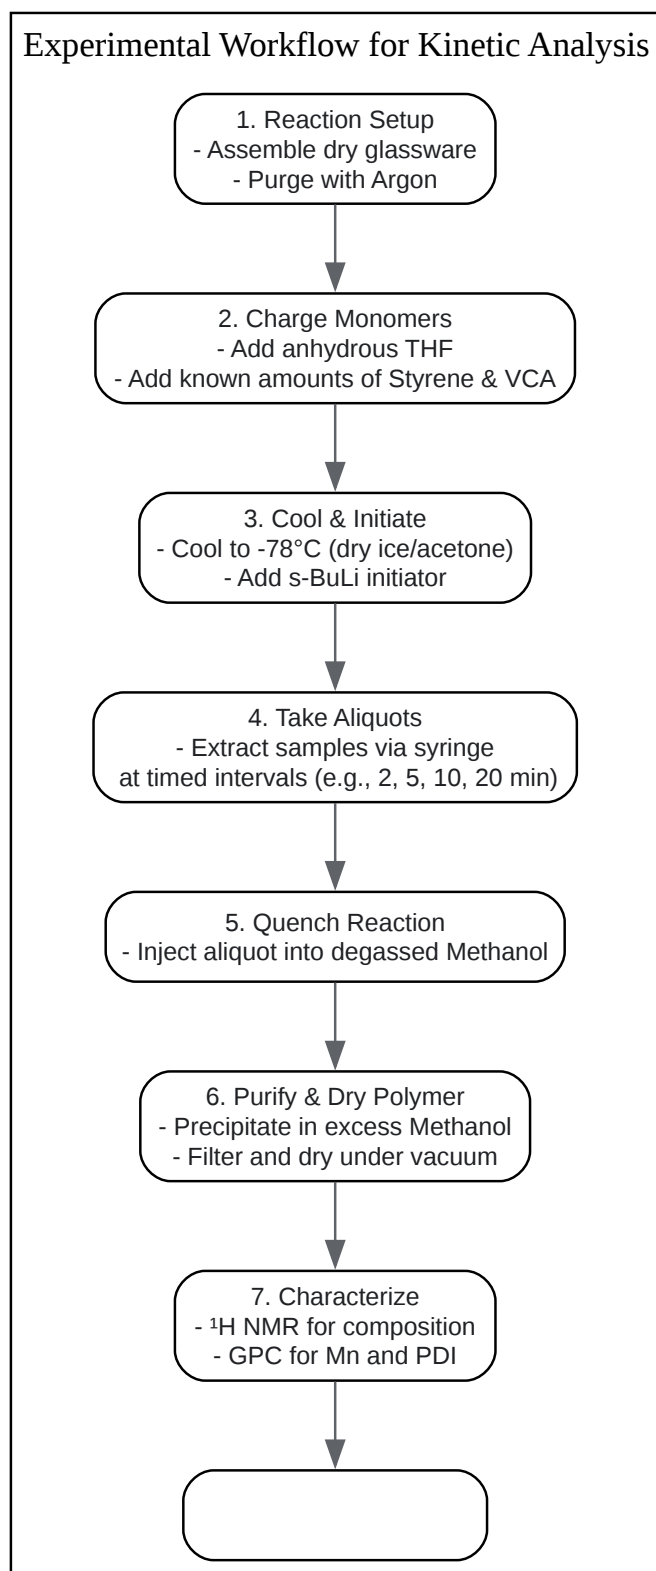 Experimental Workflow for Kinetic Analysis
1. Reaction Setup
- Assemble dry glassware
- Purge with Argon
2. Charge Monomers
- Add anhydrous THF
- Add known amounts of Styrene & VCA
3. Cool & Initiate
- Cool to -78°C (dry ice/acetone)
- Add s-BuLi initiator
4. Take Aliquots
- Extract samples via syringe
at timed intervals (e.g., 2, 5, 10, 20 min)
5. Quench Reaction
- Inject aliquot into degassed Methanol
6. Purify & Dry Polymer
- Precipitate in excess Methanol
- Filter and dry under vacuum
7. Characterize
- ¹H NMR for composition
- GPC for Mn and PDI